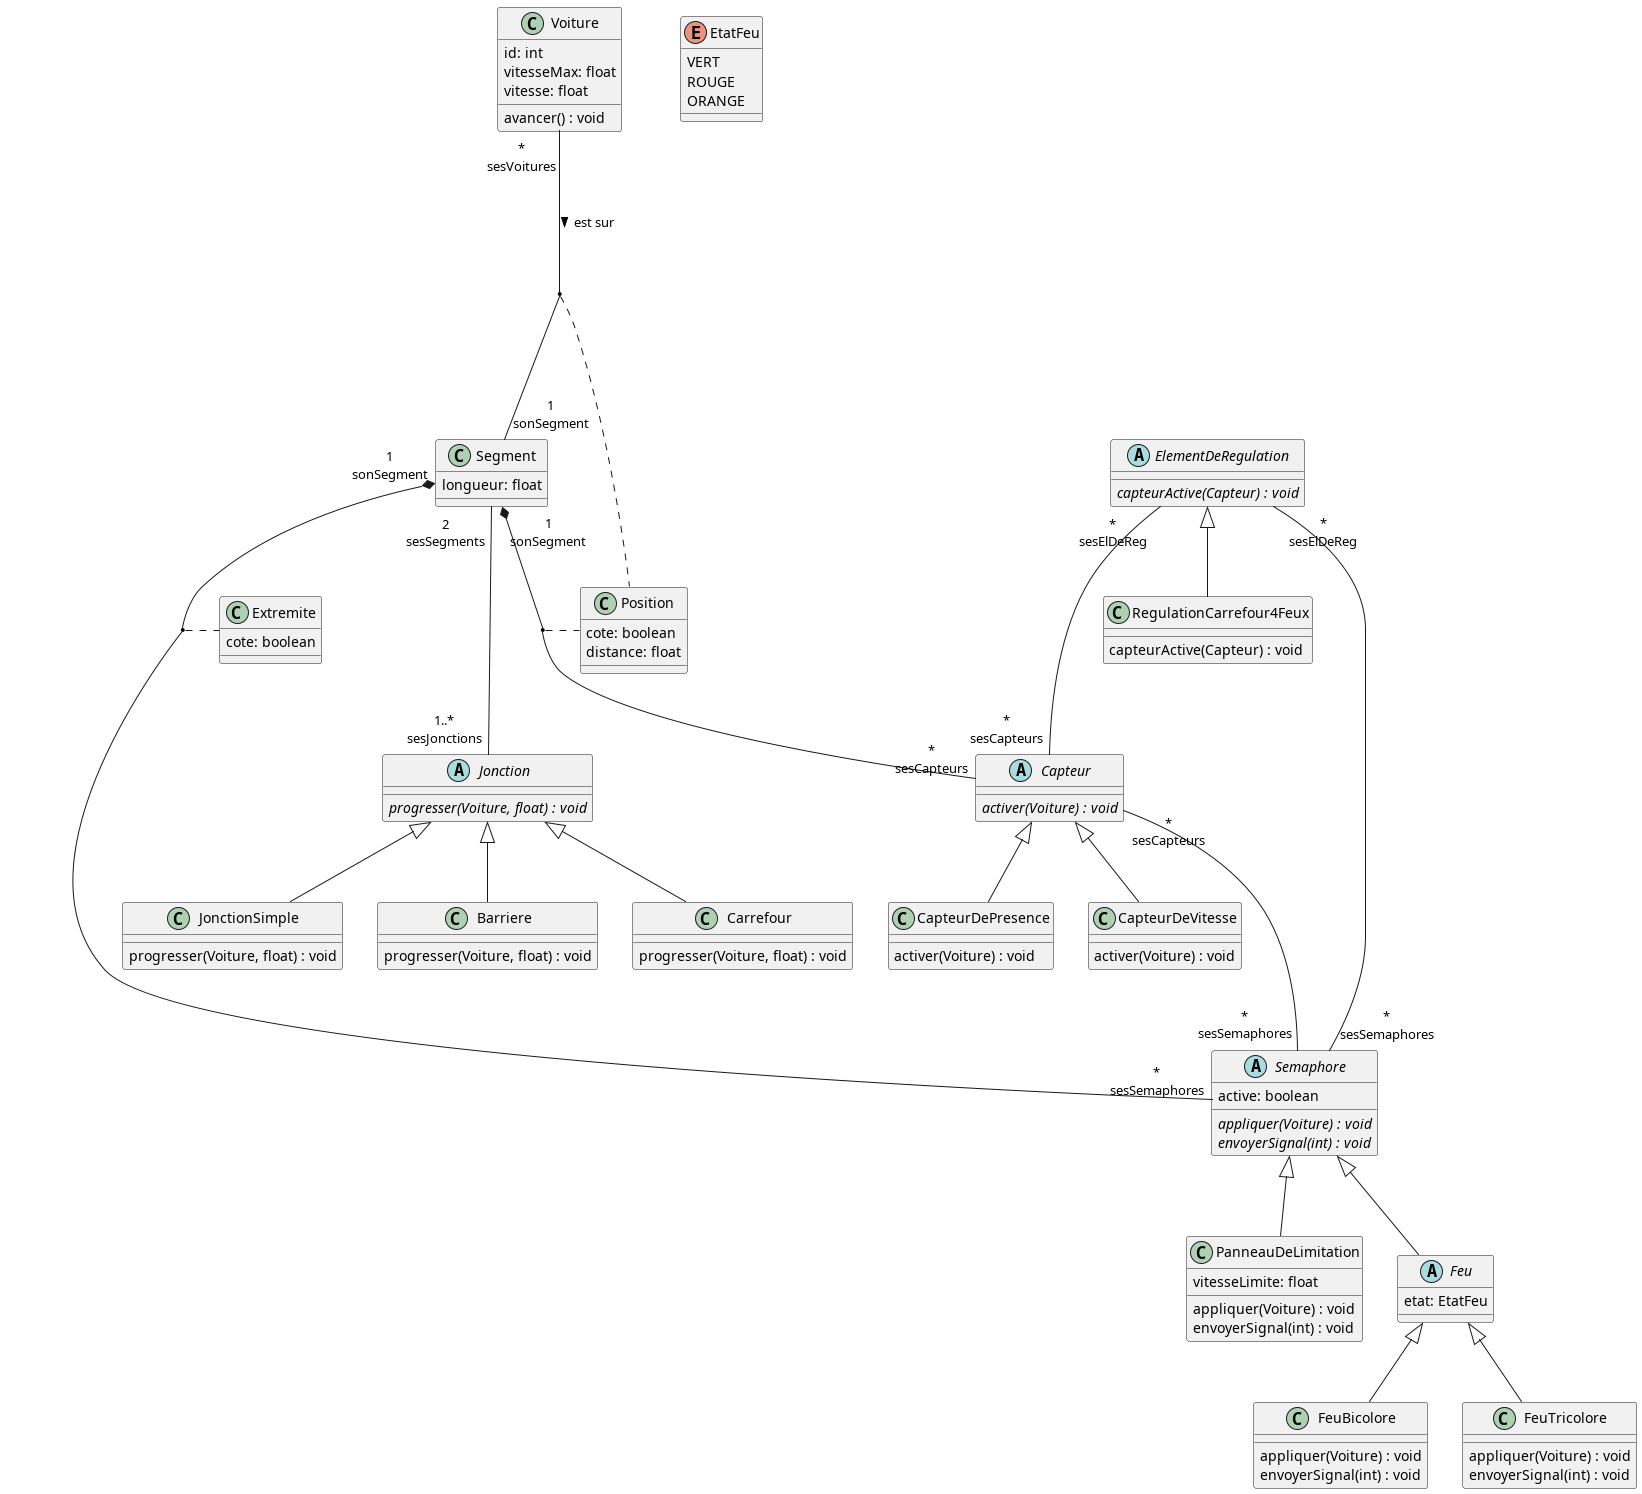 C Voiture
id: int
vitesseMax: float
vitesse: float
avancer() : void
E EtatFeu
VERT
ROUGE
ORANGE
*
sesVoitures
est sur
1
sonSegment
C Segment
longueur: float
1
sonSegment
2
sesSegments
1
sonSegment
A ElementDeRegulation
capteurActive(Capteur) : void
*
sesElDeReg
*
sesElDeReg
C Extremite
cote: boolean
C Position
cote: boolean
distance: float
C RegulationCarrefour4Feux
capteurActive(Capteur) : void
1..*
sesJonctions
*
sesCapteurs
*
sesCapteurs
A Jonction
progresser(Voiture, float) : void
A Capteur
activer(Voiture) : void
*
sesCapteurs
C JonctionSimple
progresser(Voiture, float) : void
C Barriere
progresser(Voiture, float) : void
C Carrefour
progresser(Voiture, float) : void
C CapteurDePresence
activer(Voiture) : void
C CapteurDeVitesse
activer(Voiture) : void
*
sesSemaphores
*
sesSemaphores
*
sesSemaphores
A Semaphore
active: boolean
appliquer(Voiture) : void
envoyerSignal(int) : void
C PanneauDeLimitation
vitesseLimite: float
appliquer(Voiture) : void
envoyerSignal(int) : void
A Feu
etat: EtatFeu
C FeuBicolore
appliquer(Voiture) : void
envoyerSignal(int) : void
C FeuTricolore
appliquer(Voiture) : void
envoyerSignal(int) : void